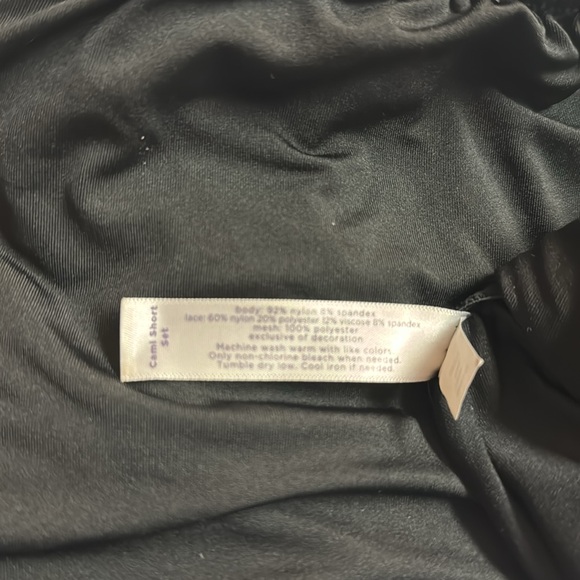 Cami Short
Set
body: 92% nylon 8% spandex
lace: 60% nylon 20% polyester 12% viscose 8% spandex
mesh: 100% polyester
exclusive of decoration
Machine wash warm with like colors.
Only non-chlorine bleach when needed.
Tumble dry low. Cool iron if needed.